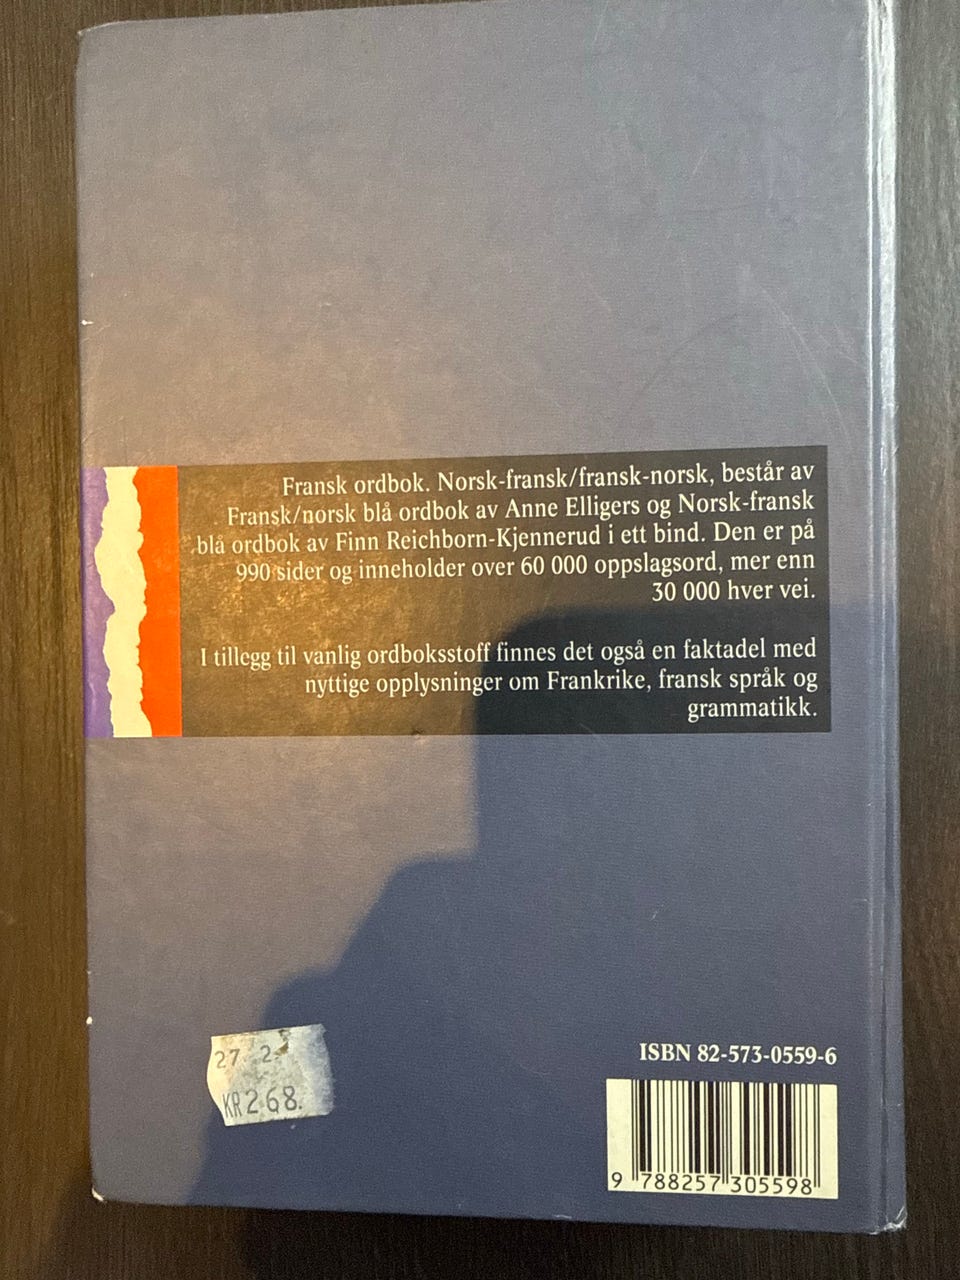 Fransk ordbok. Norsk-fransk/fransk-norsk, består av
Fransk/norsk blå ordbok av Anne Elligers og Norsk-fransk
blå ordbok av Finn Reichborn-Kjennerud i ett bind. Den er på
990 sider og inneholder over 60 000 oppslagsord, mer enn
30 000 hver vei.
I tillegg til vanlig ordboksstoff finnes det også en faktadel med
nyttige opplysninger om Frankrike, fransk språk og
grammatikk.
27 2
KR 268.
ISBN 82-573-0559-6
9 788257 305598